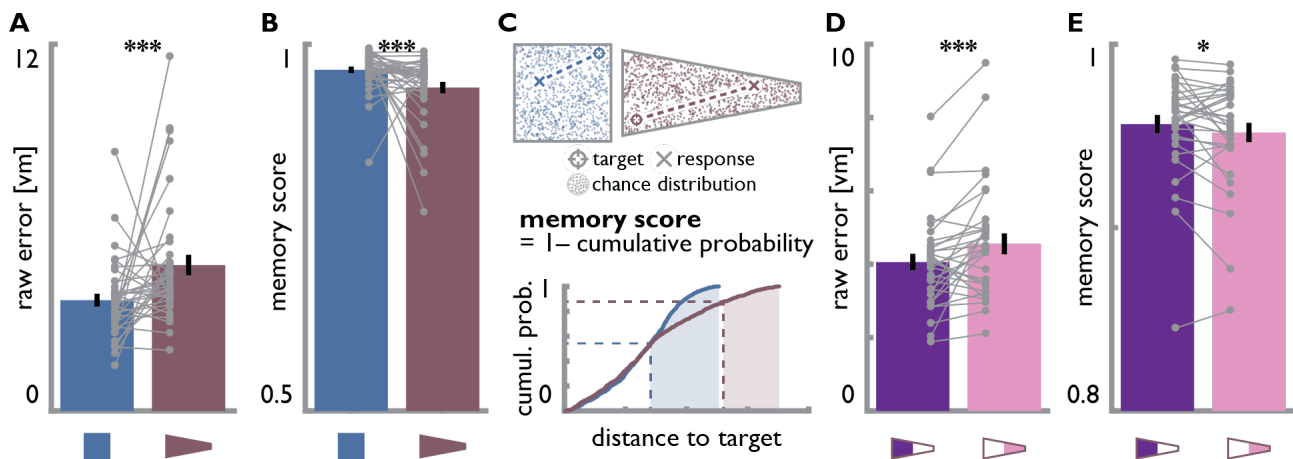 A
12
***
raw error [vm]
0
B
1
***
memory score
0.5
C
target
response
chance distribution
memory score
= 1– cumulative probability
1
cumul. prob.
0
distance to target
D
10
***
raw error [vm]
0
E
1
*
memory score
0.8